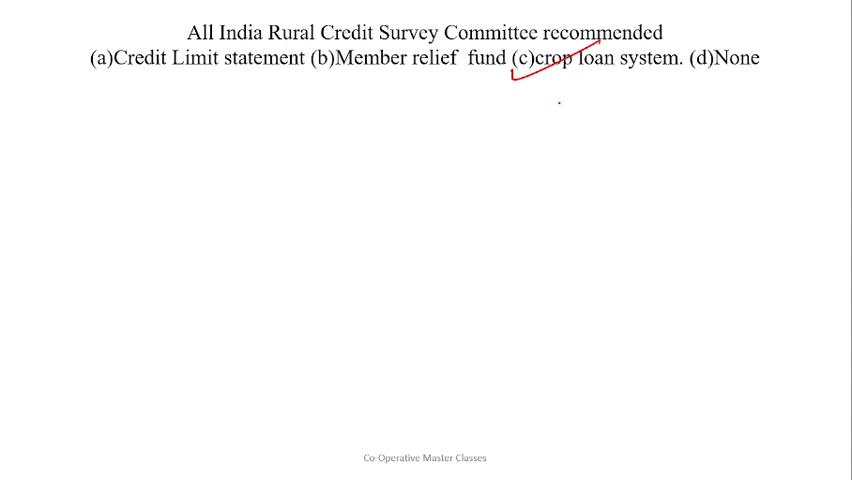 All India Rural Credit Survey Committee recommended
(a)Credit Limit statement (b)Member relief  fund (c)crop loan system. (d)None
Co-Operative Master Classes